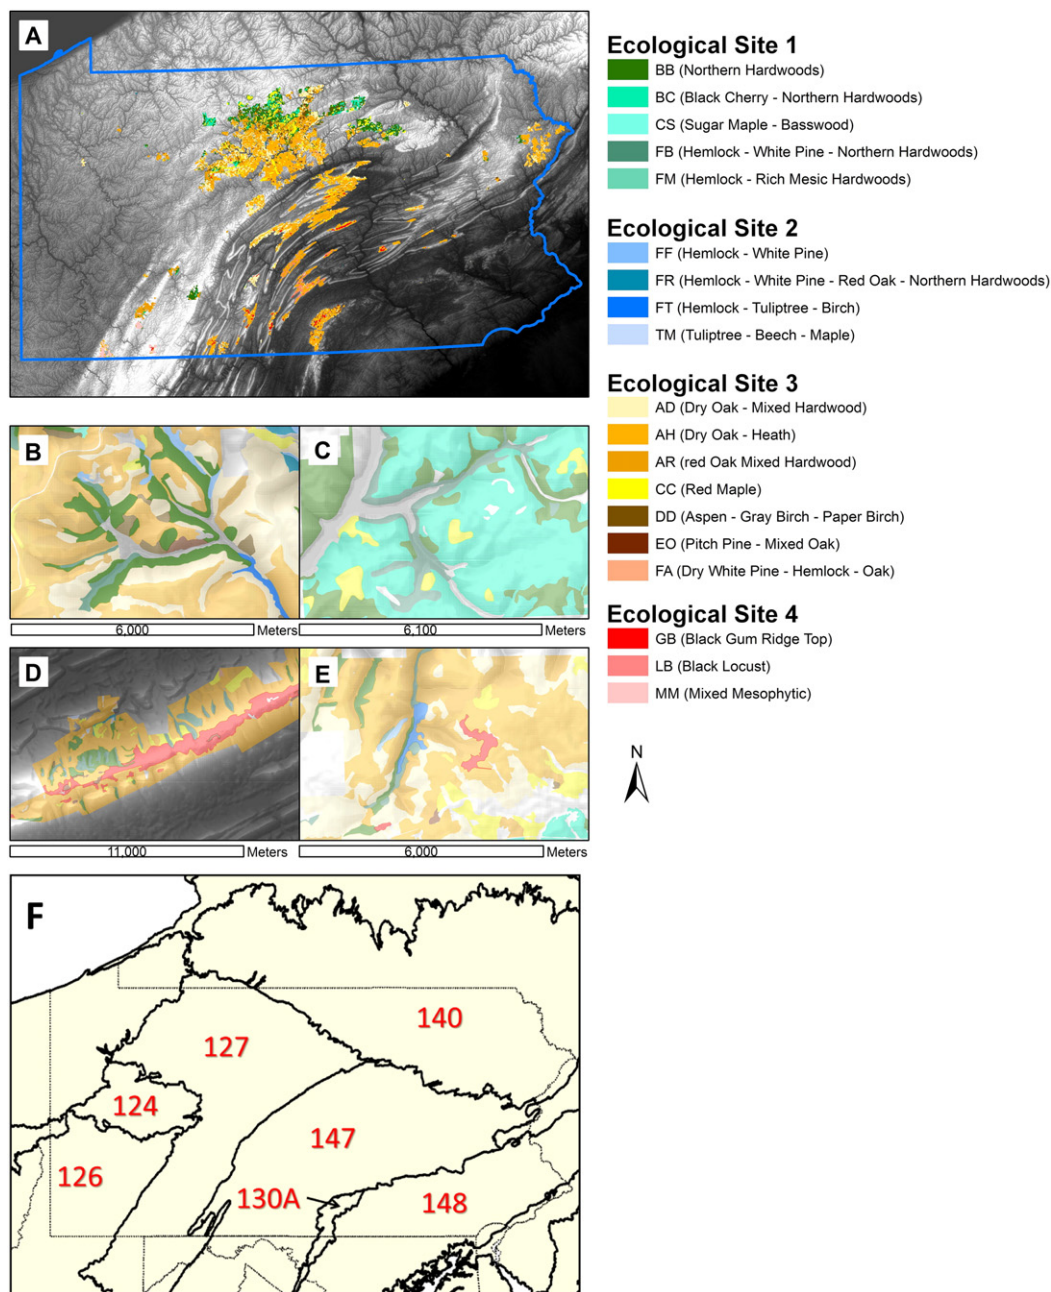 A
Ecological Site 1
BB (Northern Hardwoods)
BC (Black Cherry - Northern Hardwoods)
CS (Sugar Maple - Basswood)
FB (Hemlock - White Pine - Northern Hardwoods)
FM (Hemlock - Rich Mesic Hardwoods)
Ecological Site 2
FF (Hemlock - White Pine)
FR (Hemlock - White Pine - Red Oak - Northern Hardwoods)
FT (Hemlock - Tuliptree - Birch)
TM (Tuliptree - Beech - Maple)
Ecological Site 3
AD (Dry Oak - Mixed Hardwood)
AH (Dry Oak - Heath)
AR (red Oak Mixed Hardwood)
CC (Red Maple)
DD (Aspen - Gray Birch - Paper Birch)
EO (Pitch Pine - Mixed Oak)
FA (Dry White Pine - Hemlock - Oak)
Ecological Site 4
GB (Black Gum Ridge Top)
LB (Black Locust)
MM (Mixed Mesophytic)
N
B
C
6,000 Meters
6,100 Meters
D
E
11,000 Meters
6,000 Meters
F
140
127
124
147
126
130A
148